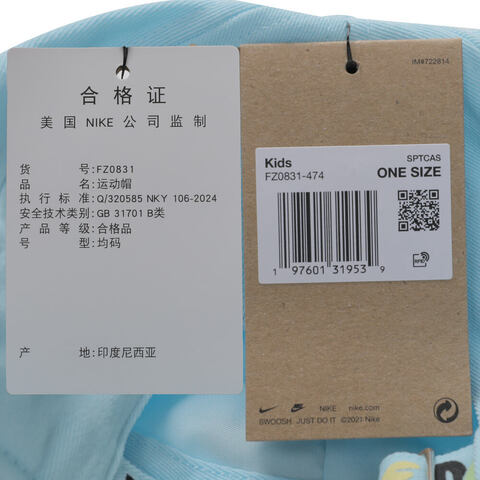 合格证
美国 NIKE 公司监制
货号:FZ0831
品名:运动帽
执行标准:Q/320585 NKY 106-2024
安全技术类别:GB 31701 B类
产品等级:合格品
号型:均码
产地:印度尼西亚
IM#722814
Kids
FZ0831-474
SPTCAS
ONE SIZE
1 97601 31953 9
RFID
NIKE nike.com
SWOOSH JUST DO IT ©2021 Nike